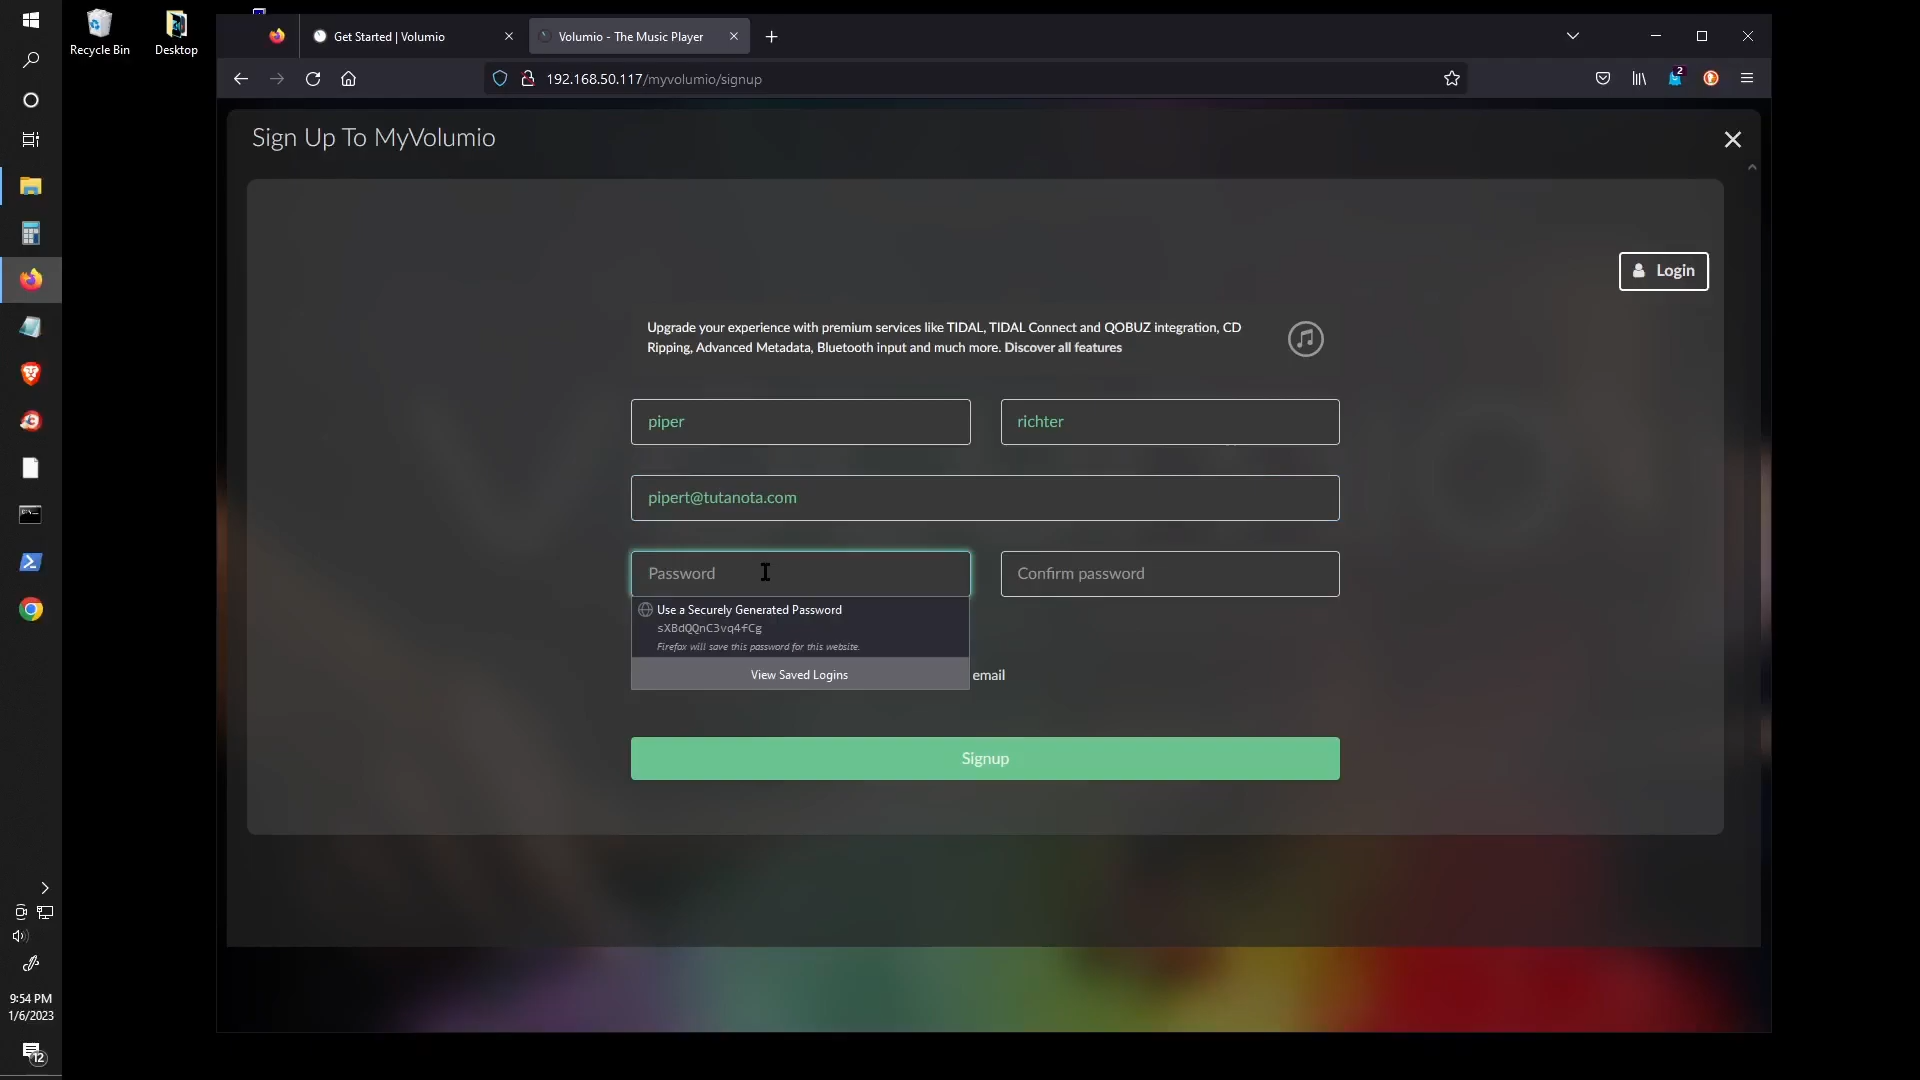 Recycle Bin
Desktop
Get Started | Volumio
Volumio - The Music Player
192.168.50.117/myvolumio/signup
2
Sign Up To MyVolumio
Login
Upgrade your experience with premium services like TIDAL, TIDAL Connect and QOBUZ integration, CD
Ripping, Advanced Metadata, Bluetooth input and much more. Discover all features
piper
richter
pipert@tutanota.com
Password
Confirm password
Use a Securely Generated Password
sXBdQQnC3vq4fCg
Firefox will save this password for this website.
View Saved Logins
email
Signup
9:54 PM
1/6/2023
12